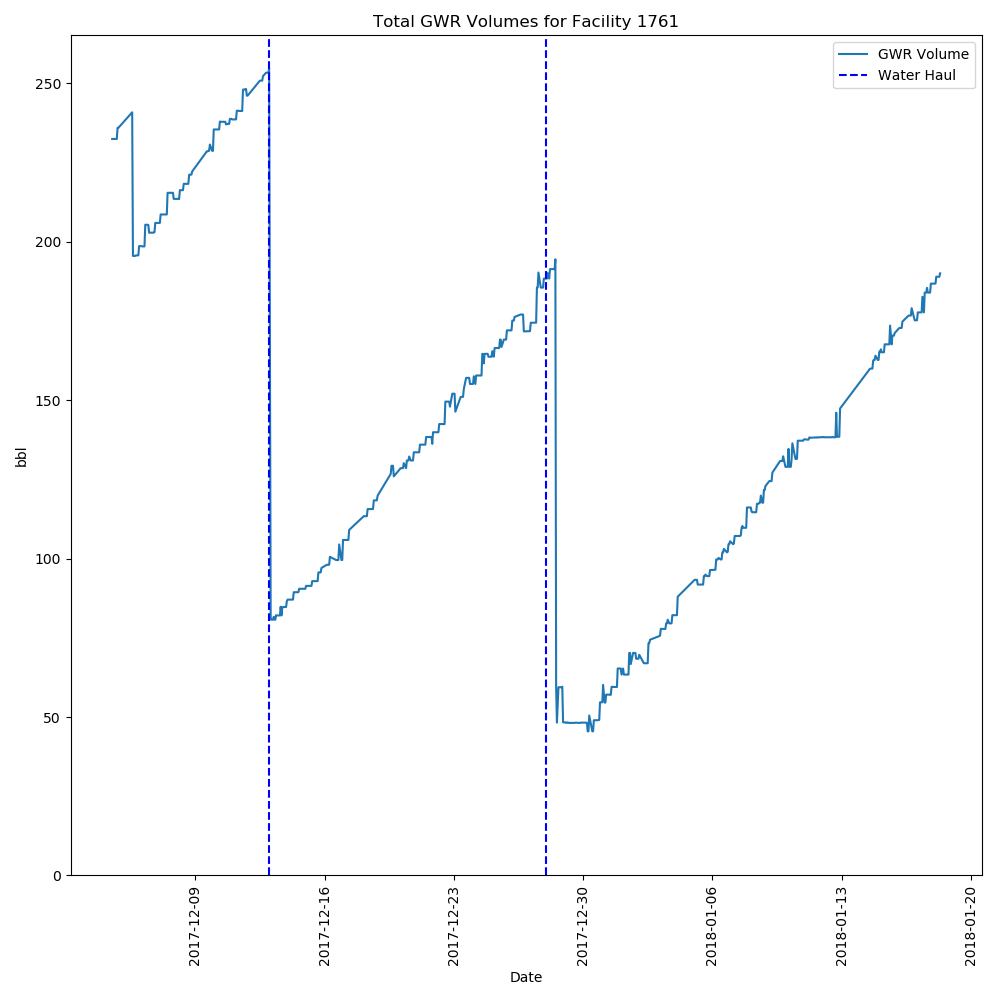 Total GWR Volumes for Facility 1761
GWR Volume
Water Haul
250
200
150
100
50
0
bbl
2017-12-09
2017-12-16
2017-12-23
2017-12-30
2018-01-06
2018-01-13
2018-01-20
Date